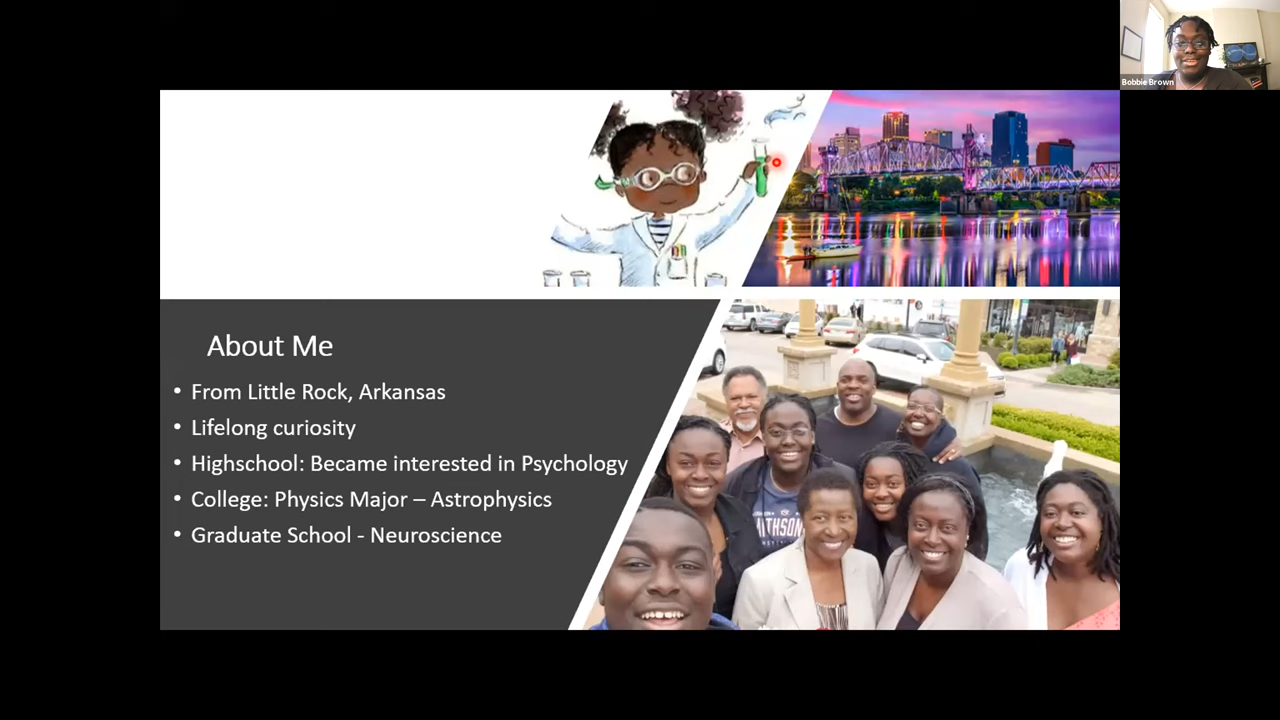 Bobbie Brown
About Me
• From Little Rock, Arkansas
• Lifelong curiosity
• Highschool: Became interested in Psychology
• College: Physics Major – Astrophysics
• Graduate School - Neuroscience